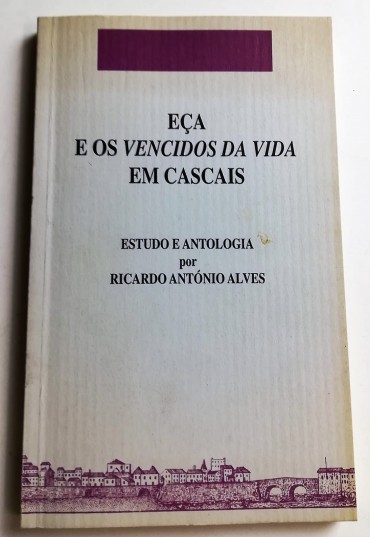 EÇA
E OS VENCIDOS DA VIDA
EM CASCAIS
ESTUDO E ANTOLOGIA
por
RICARDO ANTÓNIO ALVES